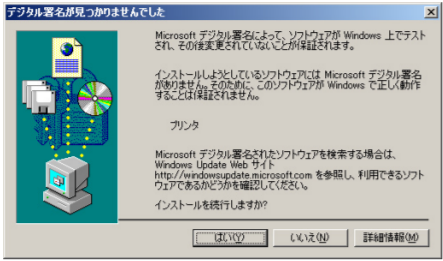 デジタル署名が見つかりませんでした
Microsoft デジタル署名によって、ソフトウェアが Windows 上でテスト
され、その後変更されていないことが保証されます。
インストールしようとしているソフトウェアには Microsoft デジタル署名
がありません。そのために、このソフトウェアが Windows で正しく動作
することは保証されません。
プリンタ
Microsoft デジタル署名されたソフトウェアを検索する場合は、
Windows Update Web サイト
http://windowsupdate.microsoft.com を参照し、利用できるソフト
ウェアであるかどうかを確認してください。
インストールを続行しますか?
はい(Y) いいえ(N) 詳細情報(M)